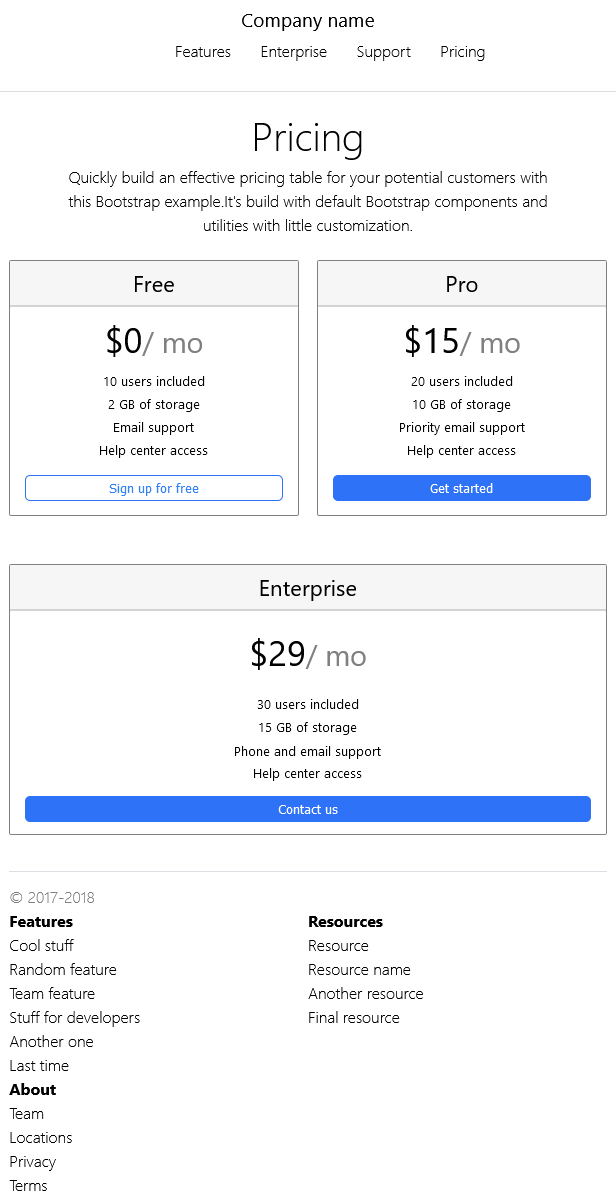 Company name
Features Enterprise Support Pricing
Pricing
Quickly build an effective pricing table for your potential customers with
this Bootstrap example.It's build with default Bootstrap components and
utilities with little customization.
Free
$0/ mo
10 users included
2 GB of storage
Email support
Help center access
Sign up for free
Pro
$15/ mo
20 users included
10 GB of storage
Priority email support
Help center access
Get started
Enterprise
$29/ mo
30 users included
15 GB of storage
Phone and email support
Help center access
Contact us
© 2017-2018
Features
Cool stuff
Random feature
Team feature
Stuff for developers
Another one
Last time
Resources
Resource
Resource name
Another resource
Final resource
About
Team
Locations
Privacy
Terms